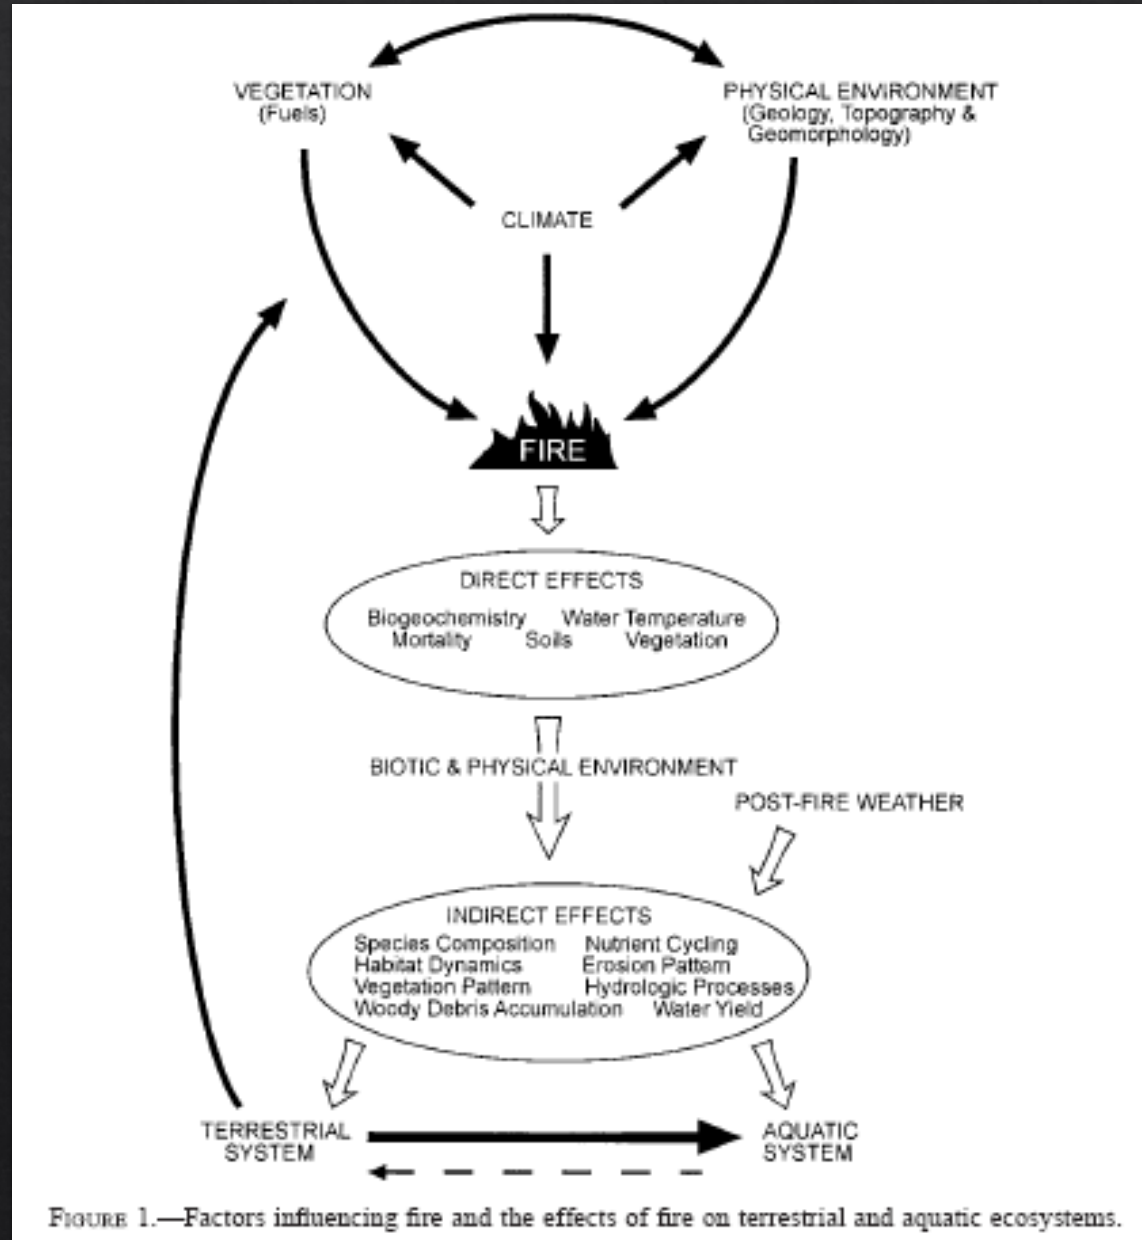 VEGETATION
(Fuels)
PHYSICAL ENVIRONMENT
(Geology, Topography &
Geomorphology)
CLIMATE
FIRE
DIRECT EFFECTS
Biogeochemistry Water Temperature
Mortality Soils Vegetation
BIOTIC & PHYSICAL ENVIRONMENT
POST-FIRE WEATHER
INDIRECT EFFECTS
Species Composition Nutrient Cycling
Habitat Dynamics Erosion Pattern
Vegetation Pattern Hydrologic Processes
Woody Debris Accumulation Water Yield
TERRESTRIAL
SYSTEM
AQUATIC
SYSTEM
FIGURE 1.—Factors influencing fire and the effects of fire on terrestrial and aquatic ecosystems.